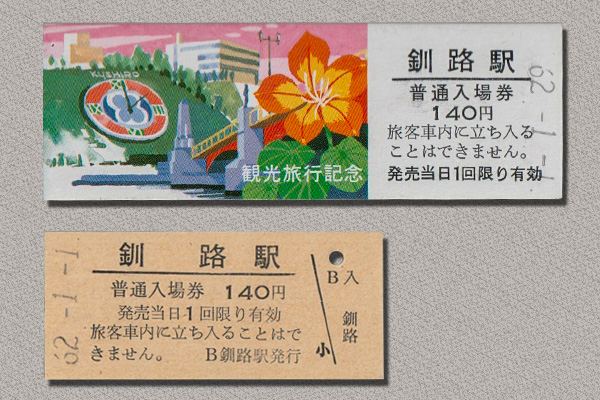 KUSHIRO
観光旅行記念
釧路駅
普通入場券
140円
旅客車内に立ち入る
ことはできません。
発売当日1回限り有効
62.-1.-1
釧路駅
普通入場券 140円
発売当日1回限り有効
旅客車内に立ち入ることはで
きません。 B釧路駅発行
62.-1.-1
B入
釧路
小